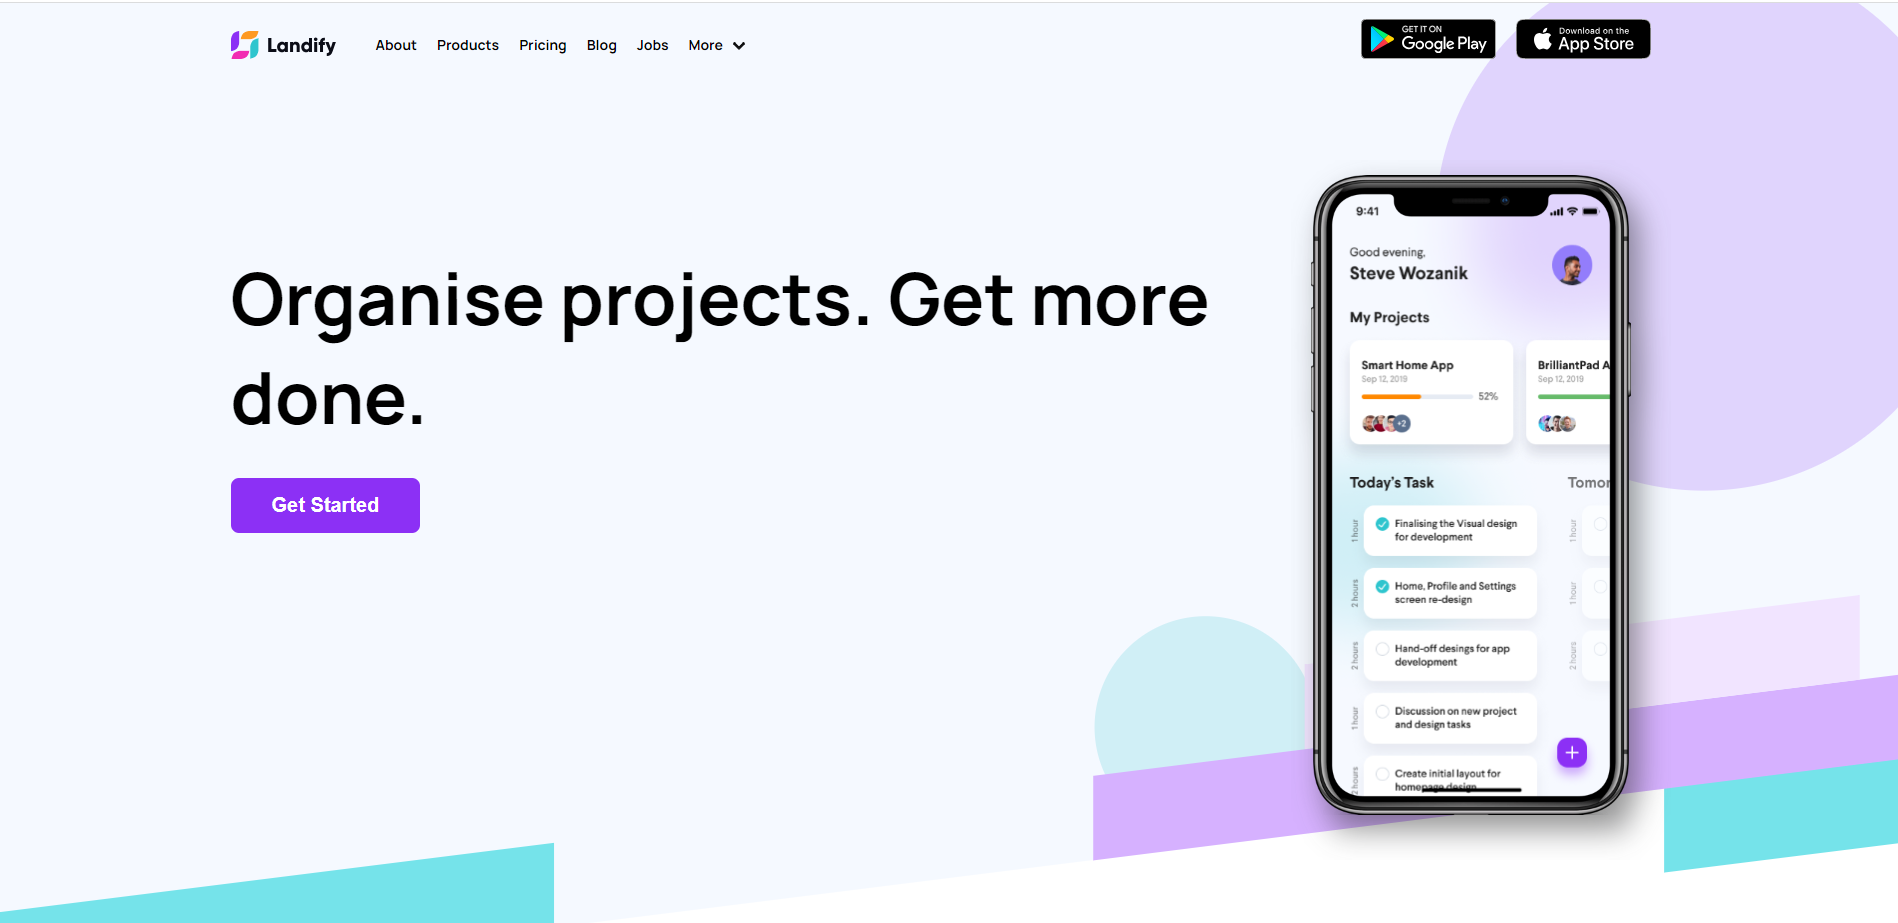 Landify
About Products Pricing Blog Jobs More
GET IT ON
Google Play
Download on the
App Store
Organise projects. Get more
done.
Get Started
9:41
Good evening,
Steve Wozanik
My Projects
Smart Home App
Sep 12, 2019
52%
+2
BrilliantPad A
Sep 12, 2019
Today's Task
Tomor
1 hour
Finalising the Visual design
for development
2 hours
Home, Profile and Settings
screen re-design
2 hours
Hand-off desings for app
development
1 hour
Discussion on new project
and design tasks
2 hours
Create initial layout for
homepage design
1 hour
1 hour
2 hours